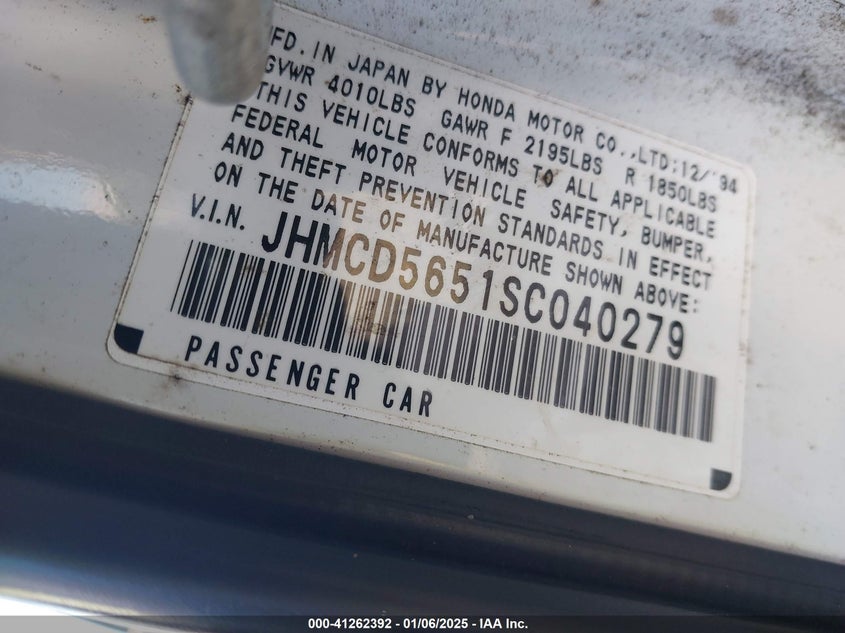 MFD. IN JAPAN BY HONDA MOTOR CO.,LTD:12/'94
GVWR 4010LBS GAWR F 2195LBS R 1850LBS
THIS VEHICLE CONFORMS TO ALL APPLICABLE
FEDERAL MOTOR VEHICLE SAFETY, BUMPER,
AND THEFT PREVENTION STANDARDS IN EFFECT
ON THE DATE OF MANUFACTURE SHOWN ABOVE:
V.I.N. JHMCD5651SC040279
PASSENGER CAR
000-41262392 - 01/06/2025 - IAA Inc.